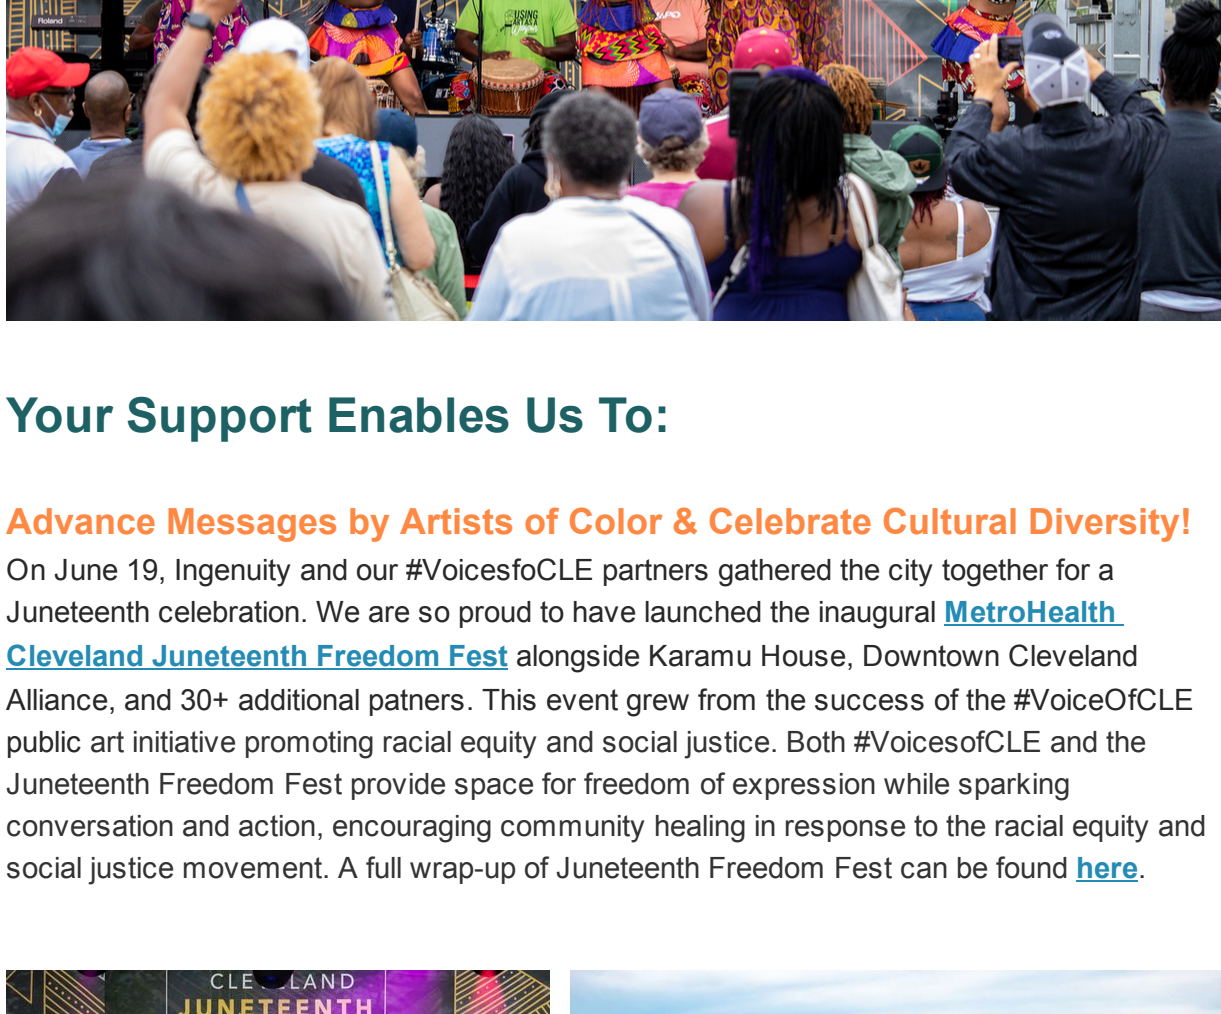 Roland
USING
ART AS A
Weapon
Your Support Enables Us To:
Advance Messages by Artists of Color & Celebrate Cultural Diversity!
On June 19, Ingenuity and our #VoicesfoCLE partners gathered the city together for a
Juneteenth celebration. We are so proud to have launched the inaugural MetroHealth
Cleveland Juneteenth Freedom Fest alongside Karamu House, Downtown Cleveland
Alliance, and 30+ additional patners. This event grew from the success of the #VoiceOfCLE
public art initiative promoting racial equity and social justice. Both #VoicesofCLE and the
Juneteenth Freedom Fest provide space for freedom of expression while sparking
conversation and action, encouraging community healing in response to the racial equity and
social justice movement. A full wrap-up of Juneteenth Freedom Fest can be found here.
JUNETEENTH